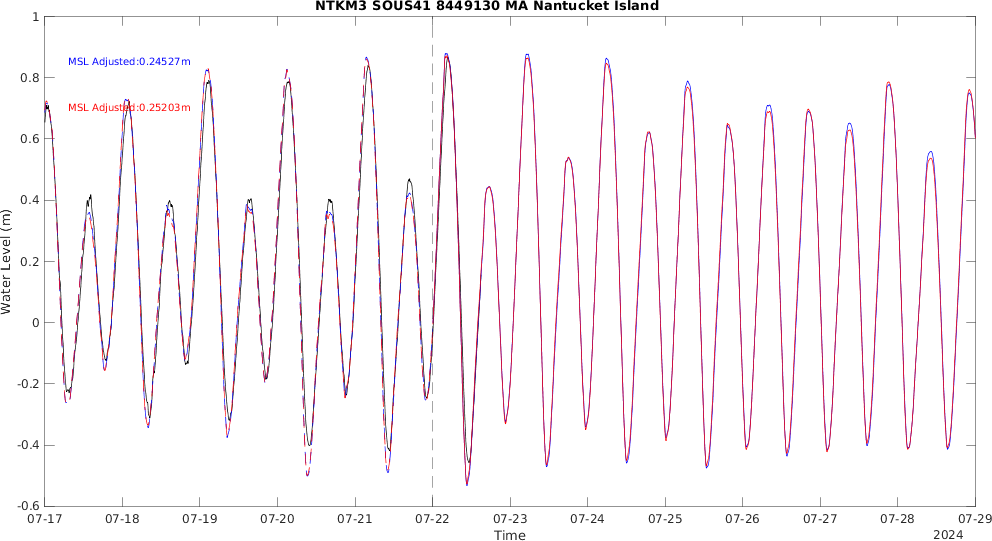 NTKM3 SOUS41 8449130 MA Nantucket Island
MSL Adjusted:0.24527m
MSL Adjusted:0.25203m
Water Level (m)
1
0.8
0.6
0.4
0.2
0
-0.2
-0.4
-0.6
07-17 07-18 07-19 07-20 07-21 07-22 07-23 07-24 07-25 07-26 07-27 07-28 07-29
Time
2024